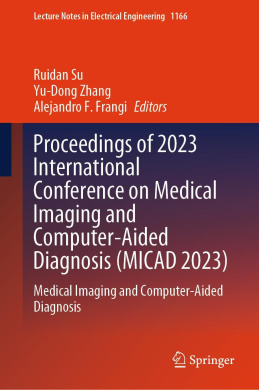 Lecture Notes in Electrical Engineering 1166
Ruidan Su
Yu-Dong Zhang
Alejandro F. Frangi Editors
Proceedings of 2023
International
Conference on Medical
Imaging and
Computer-Aided
Diagnosis (MICAD 2023)
Medical Imaging and Computer-Aided
Diagnosis
Springer